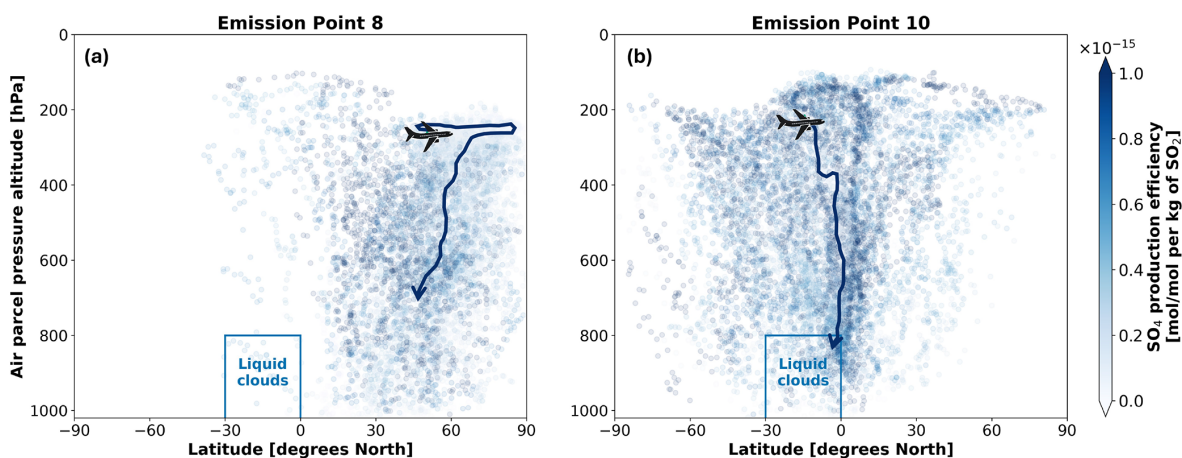 Emission Point 8
(a)
0
200
400
600
800
1000
Air parcel pressure altitude [hPa]
Liquid
clouds
−90 −60 −30 0 30 60 90
Latitude [degrees North]
Emission Point 10
(b)
0
200
400
600
800
1000
Liquid
clouds
−90 −60 −30 0 30 60 90
Latitude [degrees North]
×10⁻¹⁵
1.0
0.8
0.6
0.4
0.2
0.0
SO₄ production efficiency
[mol/mol per kg of SO₂]